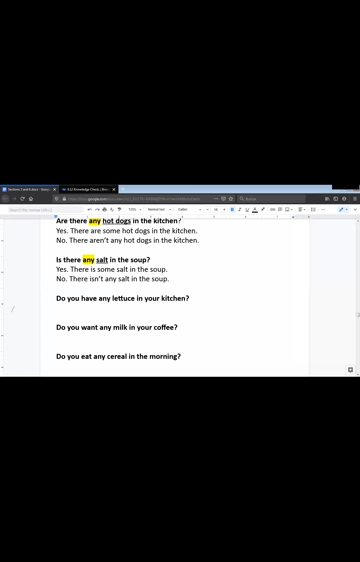 Are there any hot dogs in the kitchen?
Yes. There are some hot dogs in the kitchen.
No. There aren't any hot dogs in the kitchen.
Is there any salt in the soup?
Yes. There is some salt in the soup.
No. There isn't any salt in the soup.
Do you have any lettuce in your kitchen?
Do you want any milk in your coffee?
Do you eat any cereal in the morning?